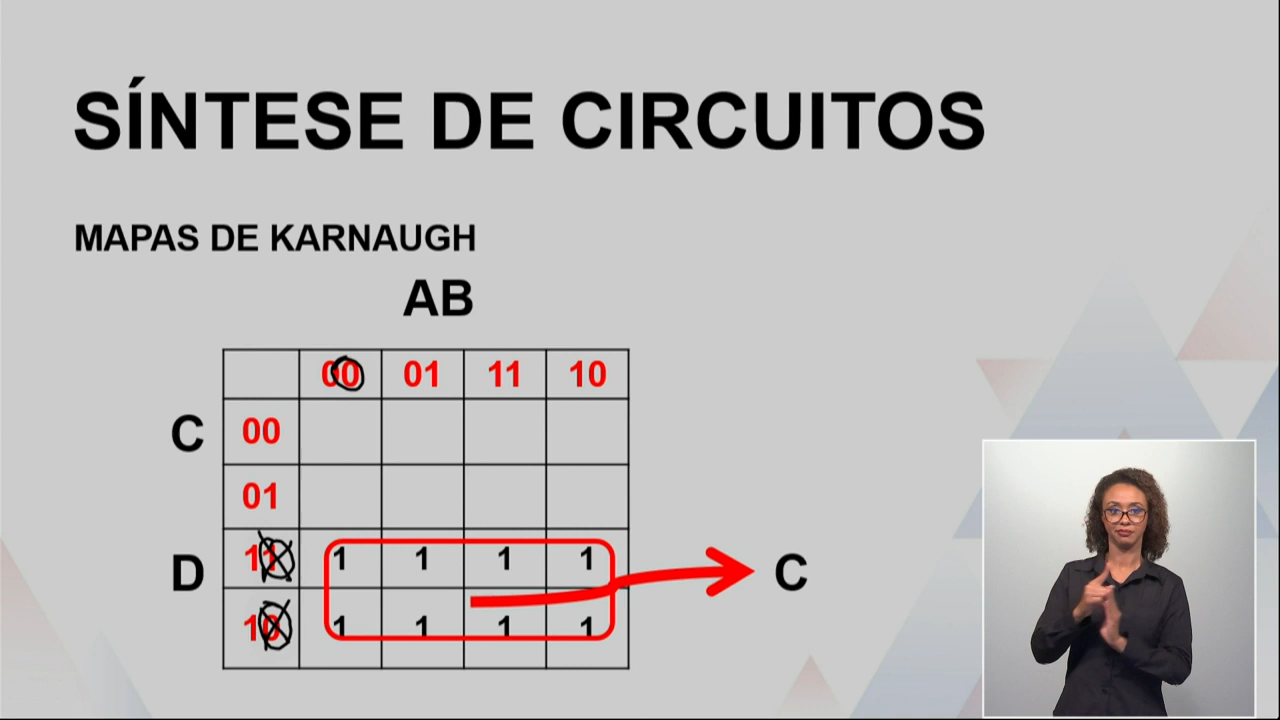 SÍNTESE DE CIRCUITOS
MAPAS DE KARNAUGH
AB
00 01 11 10
C 00
01
D 11 1 1 1 1
10 1 1 1 1
C